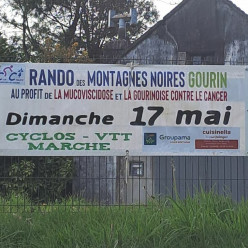 RANDO DES MONTAGNES NOIRES GOURIN
AU PROFIT DE LA MUCOVISCIDOSE ET LA GOURINOISE CONTRE LE CANCER
Dimanche 17 mai
CYCLOS - VTT
MARCHE
Groupama
cuisinella